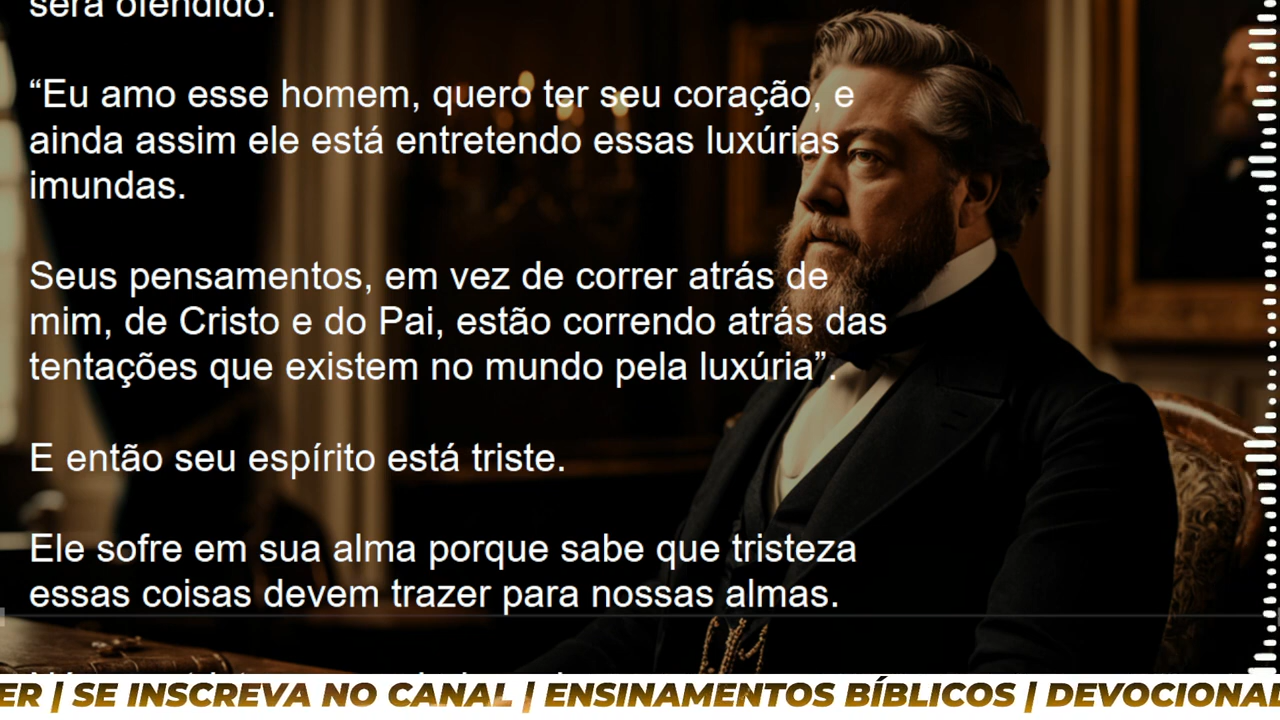 será ofendido.
“Eu amo esse homem, quero ter seu coração, e
ainda assim ele está entretendo essas luxúrias
imundas.
Seus pensamentos, em vez de correr atrás de
mim, de Cristo e do Pai, estão correndo atrás das
tentações que existem no mundo pela luxúria”.
E então seu espírito está triste.
Ele sofre em sua alma porque sabe que tristeza
essas coisas devem trazer para nossas almas.
ER | SE INSCREVA NO CANAL | ENSINAMENTOS BÍBLICOS | DEVOCIONAL